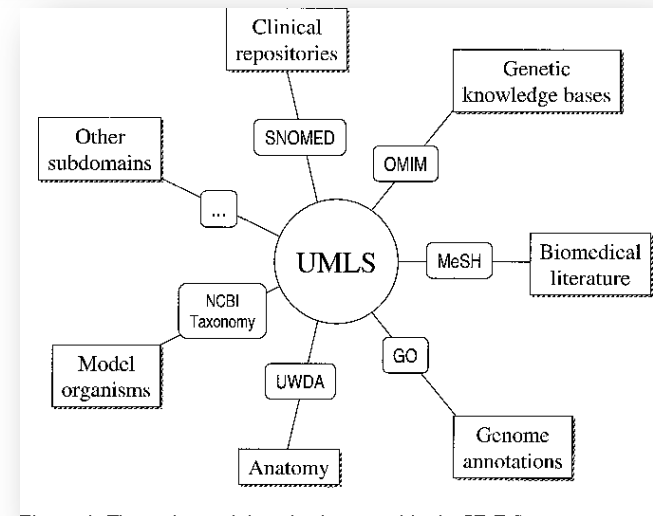 Clinical
repositories
Genetic
knowledge bases
SNOMED
Other
subdomains
OMIM
...
UMLS
MeSH
Biomedical
literature
NCBI
Taxonomy
Model
organisms
UWDA
GO
Anatomy
Genome
annotations